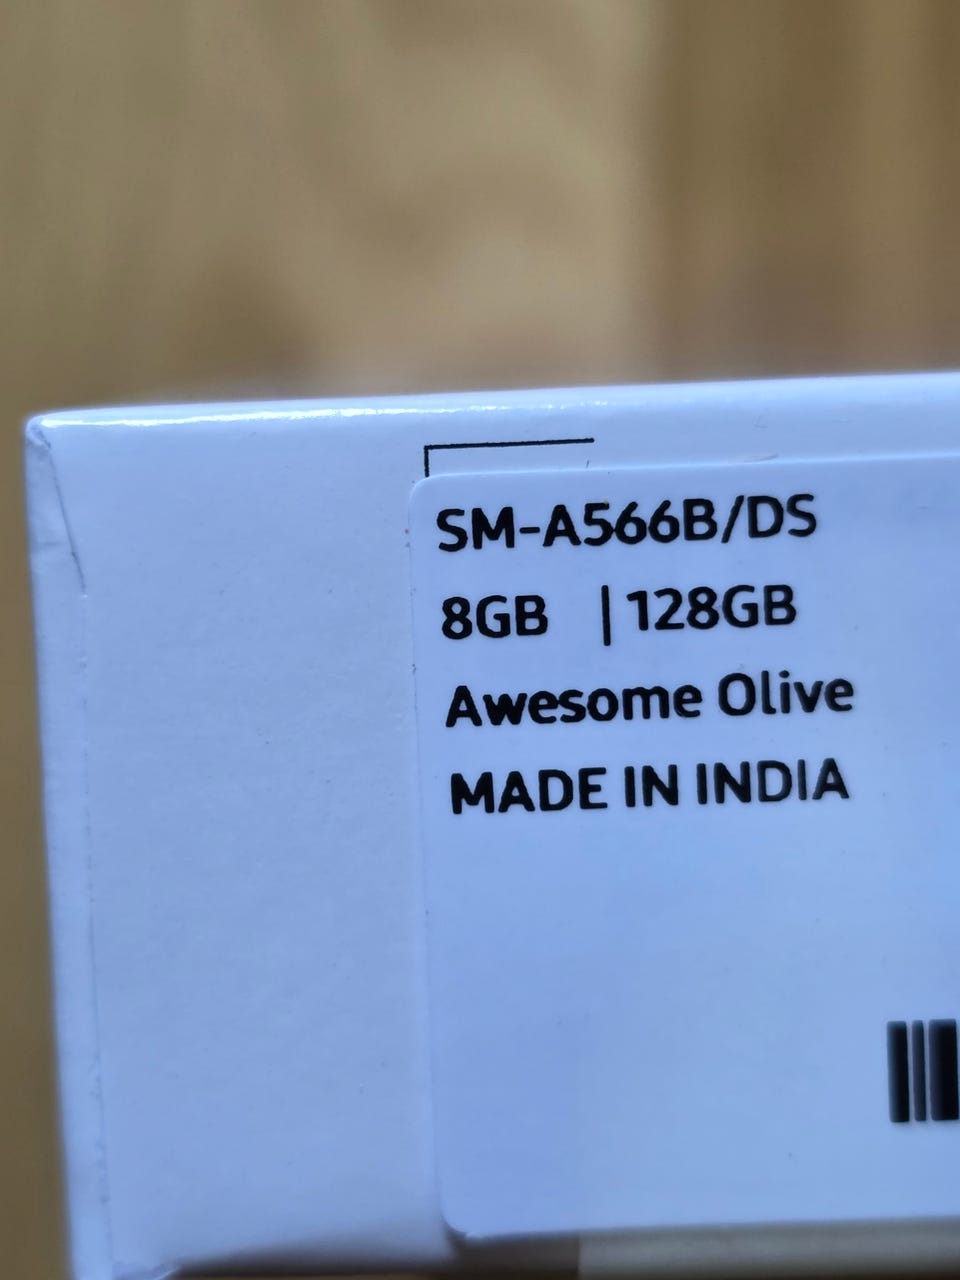 SM-A566B/DS
8GB | 128GB
Awesome Olive
MADE IN INDIA